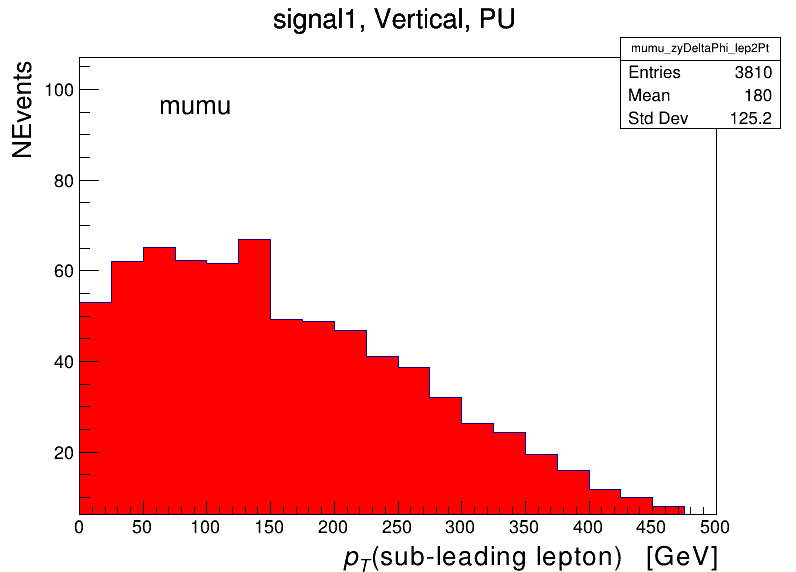 signal1, Vertical, PU
mumu_zyDeltaPhi_lep2Pt
Entries 3810
Mean 180
Std Dev 125.2
NEvents
mumu
100
80
60
40
20
0 50 100 150 200 250 300 350 400 450 500
p_T(sub-leading lepton) [GeV]